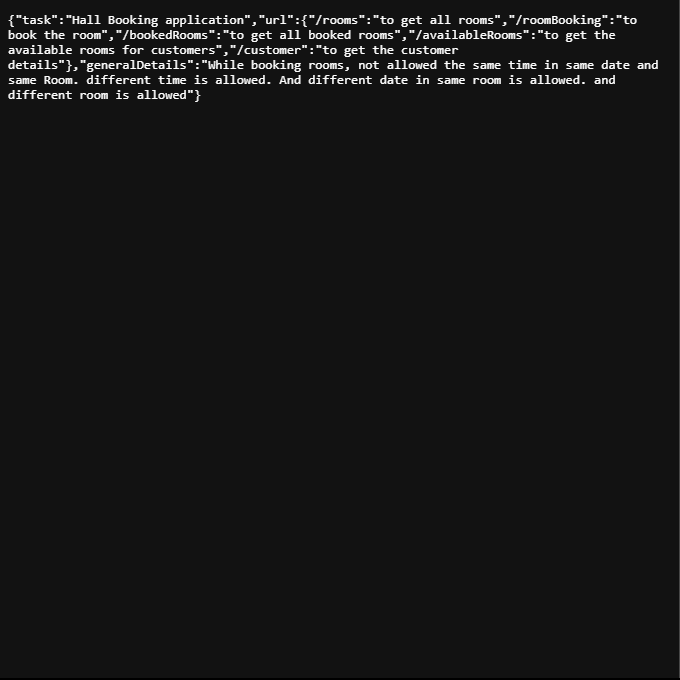 {"task":"Hall Booking application","url":{"/rooms":"to get all rooms","/roomBooking":"to
book the room","/bookedRooms":"to get all booked rooms","/availableRooms":"to get the
available rooms for customers","/customer":"to get the customer
details"},"generalDetails":"While booking rooms, not allowed the same time in same date and
same Room. different time is allowed. And different date in same room is allowed. and
different room is allowed"}